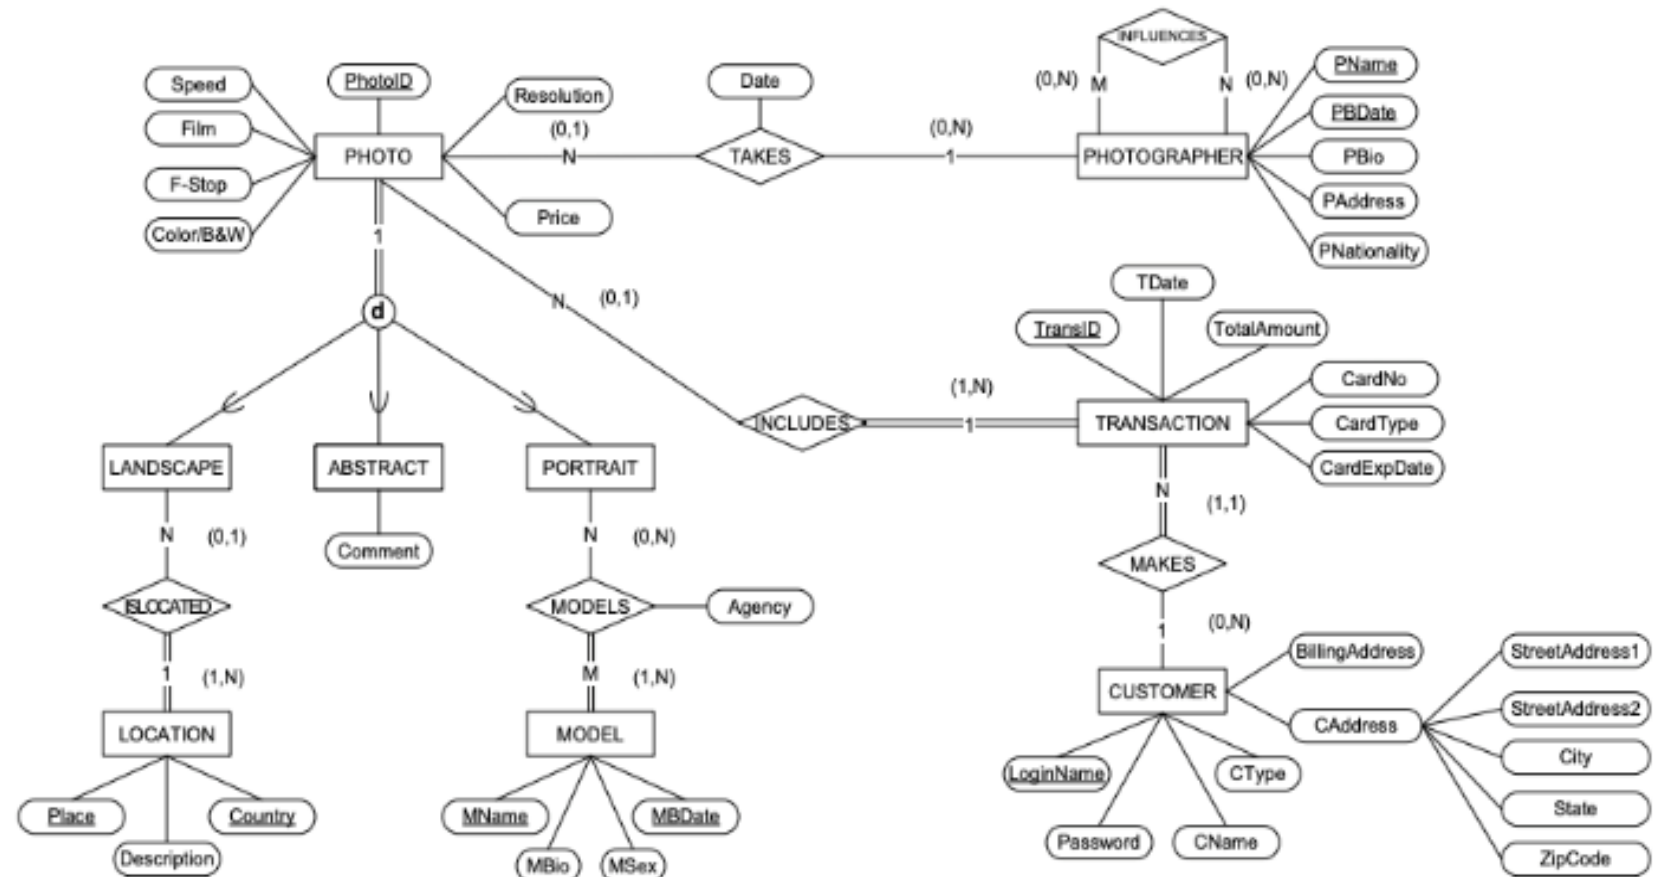 INFLUENCES
(0,N) M N (0,N)
PName
PhotoID
Date
Speed
Resolution
PBDate
Film
(0,1)
(0,N)
PHOTO
N
TAKES
1
PHOTOGRAPHER
PBio
F-Stop
PAddress
Price
Color/B&W
1
PNationality
TDate
N (0,1)
d
TransID
TotalAmount
(1,N)
CardNo
INCLUDES
1
TRANSACTION
CardType
LANDSCAPE
ABSTRACT
PORTRAIT
CardExpDate
N
(1,1)
N (0,1)
N (0,N)
Comment
MAKES
ISLOCATED
MODELS
Agency
1
(0,N)
BillingAddress
StreetAddress1
1 (1,N)
M (1,N)
CUSTOMER
StreetAddress2
LOCATION
MODEL
CAddress
City
LoginName
CType
Place
Country
MName
MBDate
State
Password
CName
Description
MBio
MSex
ZipCode